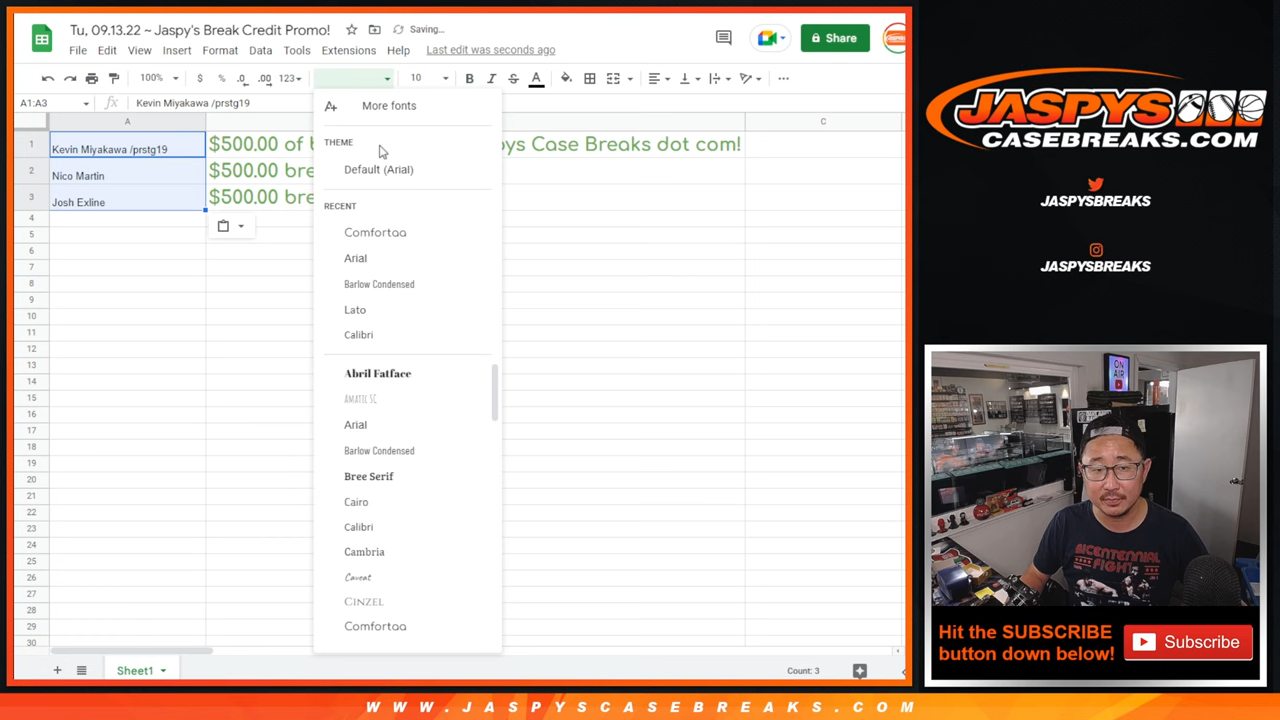 Tu, 09.13.22 ~ Jaspy's Break Credit Promo!
Saving...
Share
File Edit View Insert Format Data Tools Extensions Help Last edit was seconds ago
100% $ % .0 .00 123 10 B I S A
A1:A3 fx Kevin Miyakawa /prstg19
A C
1 Kevin Miyakawa /prstg19 $500.00 of b pys Case Breaks dot com!
2 Nico Martin $500.00 bre
3 Josh Exline $500.00 bre
4
5
6
7
8
9
10
11
12
13
14
15
16
17
18
19
20
21
22
23
24
25
26
27
28
29
30
More fonts
THEME
Default (Arial)
RECENT
Comfortaa
Arial
Barlow Condensed
Lato
Calibri
Abril Fatface
AMATIC SC
Arial
Barlow Condensed
Bree Serif
Cairo
Calibri
Cambria
Caveat
CINZEL
Comfortaa
Sheet1
Count: 3
JASPYS
CASEBREAKS.COM
JASPYSBREAKS
JASPYSBREAKS
ON
AIR
BICENTENNIAL
FIGHT
Hit the SUBSCRIBE
button down below!
Subscribe
WWW.JASPYSCASEBREAKS.COM